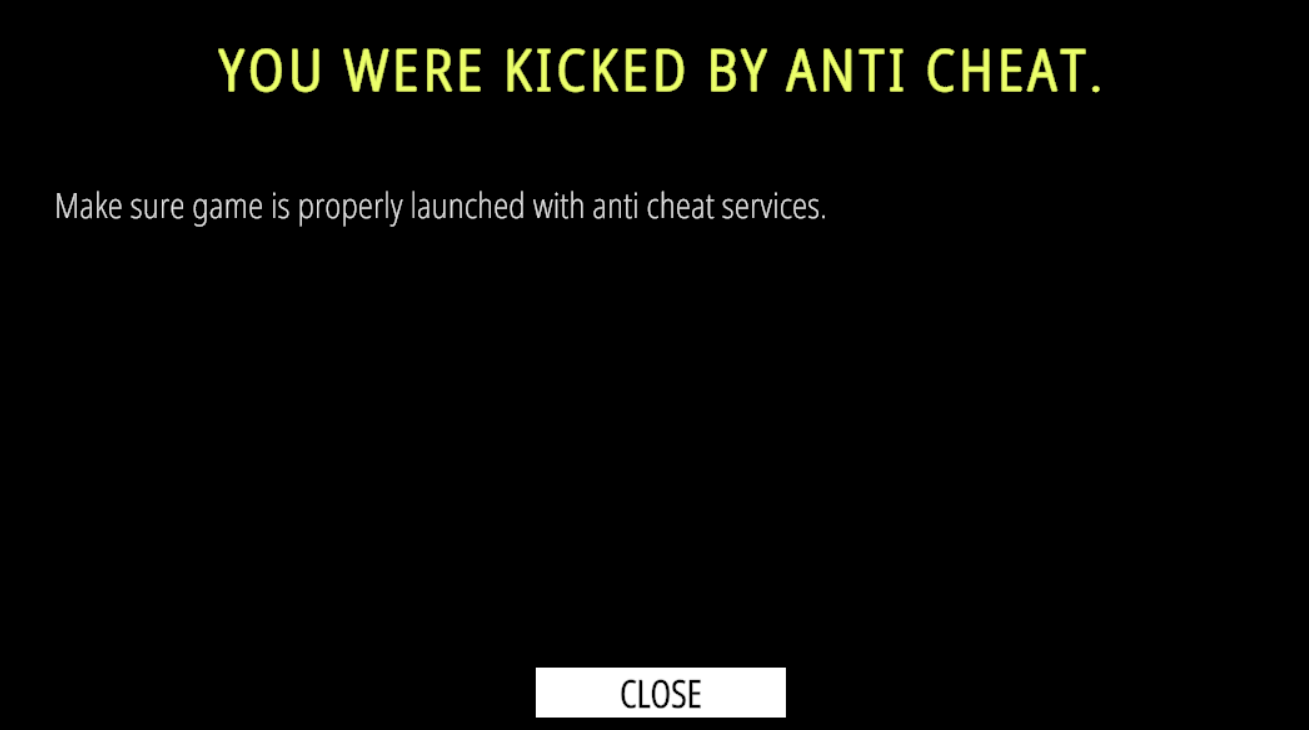 YOU WERE KICKED BY ANTI CHEAT.
Make sure game is properly launched with anti cheat services.
CLOSE